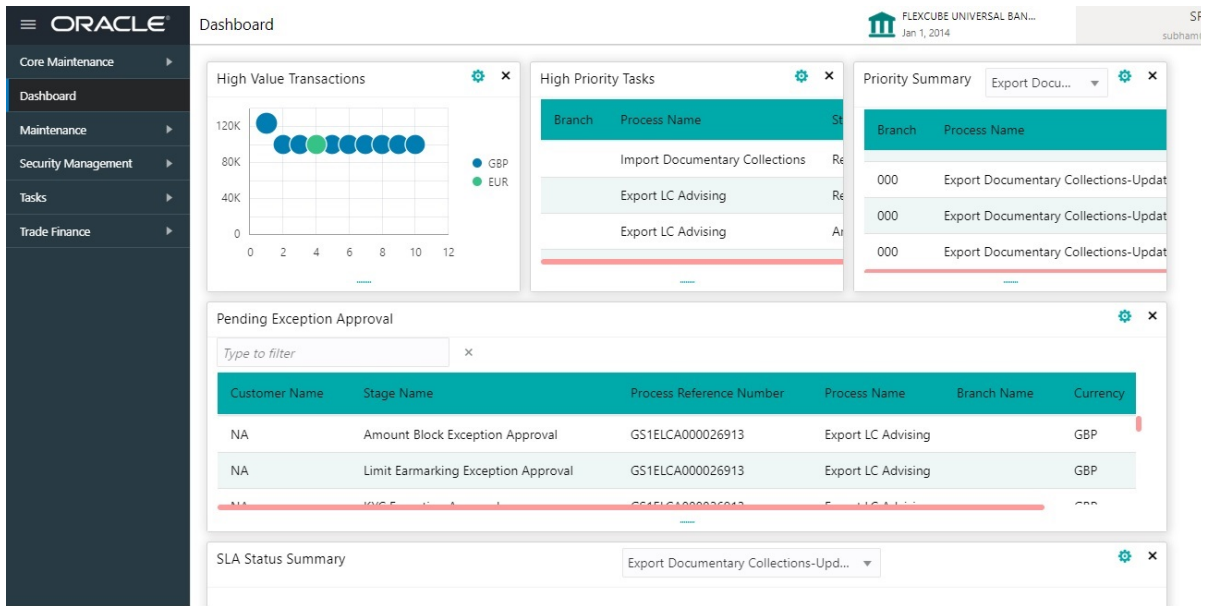 ORACLE
Dashboard
FLEXCUBE UNIVERSAL BAN...
Jan 1, 2014
SR
subham
Core Maintenance
Dashboard
Maintenance
Security Management
Tasks
Trade Finance
High Value Transactions
120K
80K
40K
0
0 2 4 6 8 10 12
GBP
EUR
High Priority Tasks
Branch Process Name St
Import Documentary Collections Re
Export LC Advising Re
Export LC Advising Ar
Priority Summary Export Docu...
Branch Process Name
000 Export Documentary Collections-Updat
000 Export Documentary Collections-Updat
000 Export Documentary Collections-Updat
Pending Exception Approval
Type to filter
Customer Name Stage Name Process Reference Number Process Name Branch Name Currency
NA Amount Block Exception Approval GS1ELCA000026913 Export LC Advising GBP
NA Limit Earmarking Exception Approval GS1ELCA000026913 Export LC Advising GBP
SLA Status Summary Export Documentary Collections-Upd...